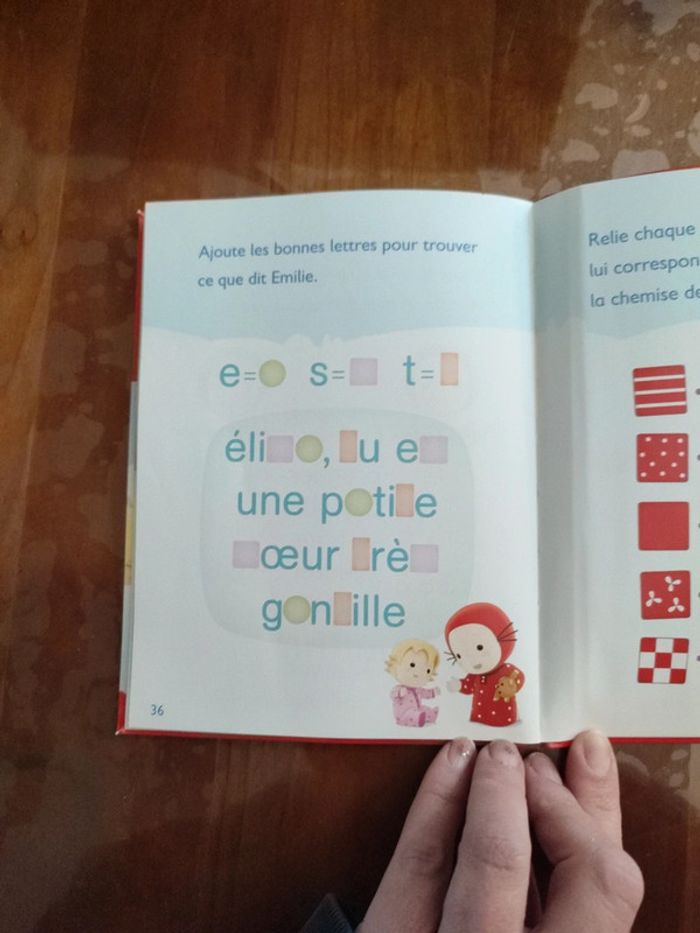 Ajoute les bonnes lettres pour trouver
ce que dit Emilie.
e=● s=■ t=▮
éli■●, ▮u e■
une p●ti▮e
■œur ▮rè■
g●n▮ille
36
Relie chaque
lui correspon
la chemise de